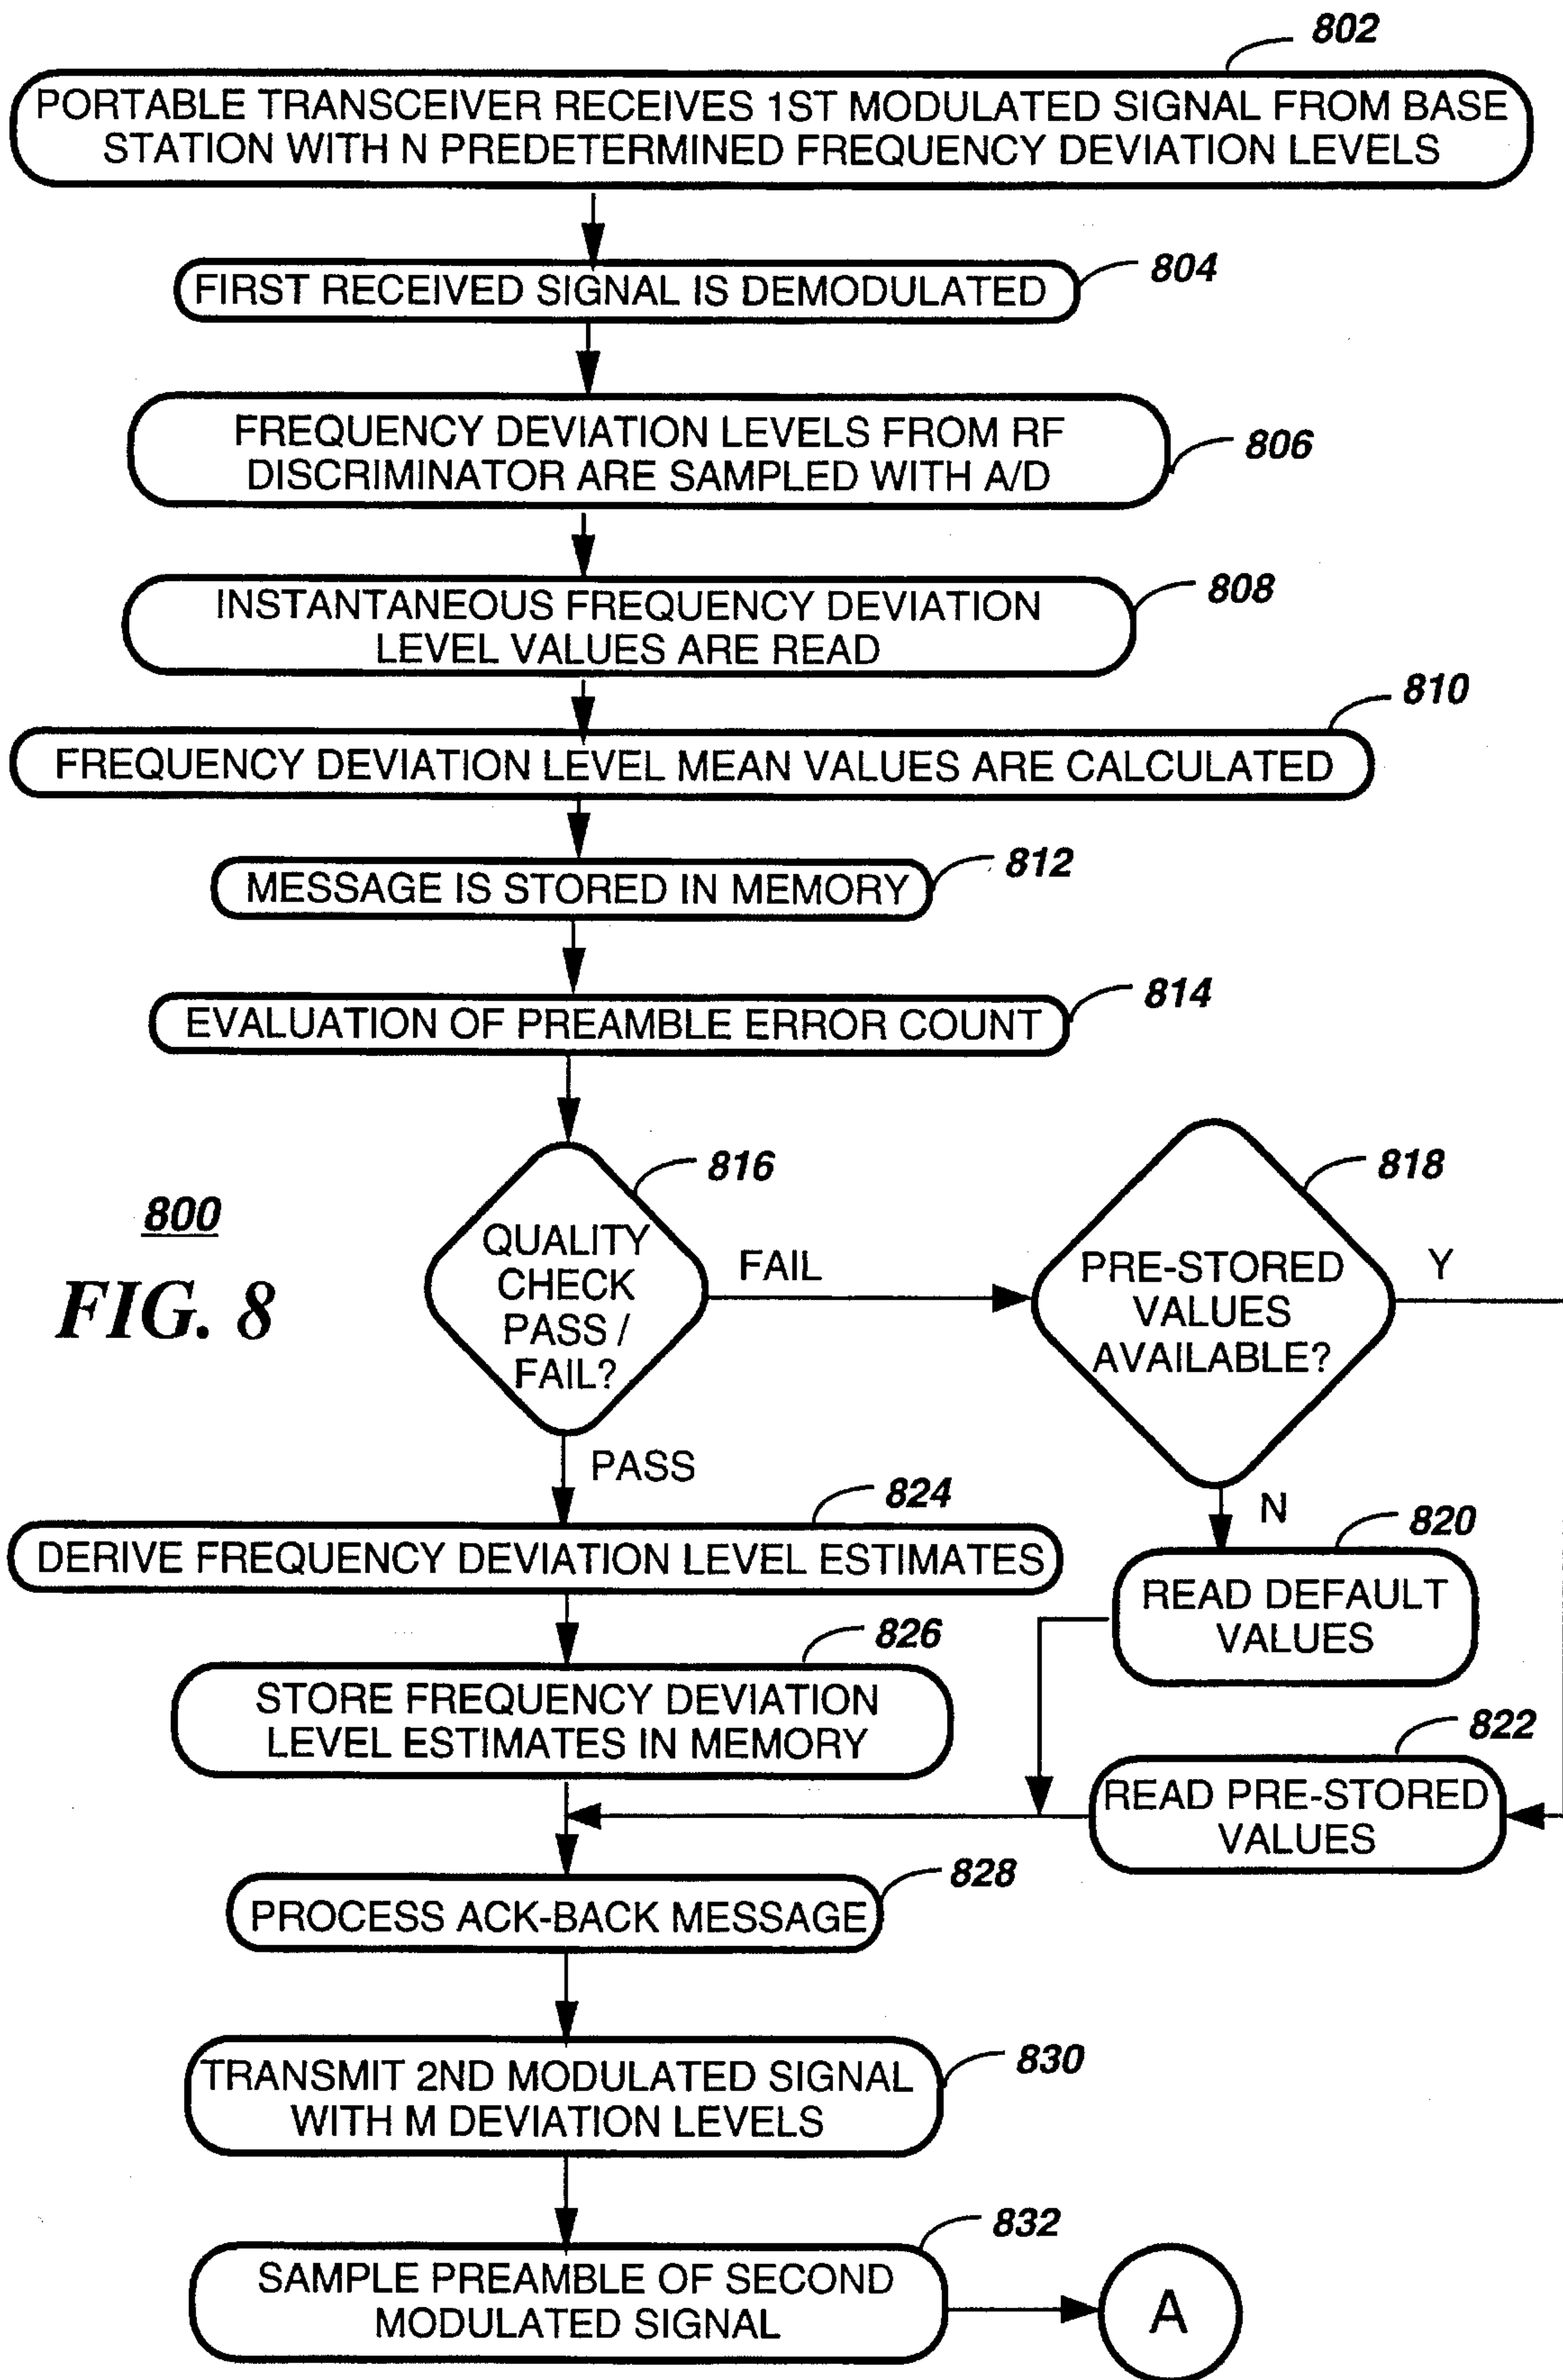 802
PORTABLE TRANSCEIVER RECEIVES 1ST MODULATED SIGNAL FROM BASE
STATION WITH N PREDETERMINED FREQUENCY DEVIATION LEVELS
804
FIRST RECEIVED SIGNAL IS DEMODULATED
FREQUENCY DEVIATION LEVELS FROM RF
DISCRIMINATOR ARE SAMPLED WITH A/D
806
INSTANTANEOUS FREQUENCY DEVIATION
LEVEL VALUES ARE READ
808
810
FREQUENCY DEVIATION LEVEL MEAN VALUES ARE CALCULATED
812
MESSAGE IS STORED IN MEMORY
814
EVALUATION OF PREAMBLE ERROR COUNT
816
QUALITY
CHECK
PASS /
FAIL?
FAIL
818
PRE-STORED
VALUES
AVAILABLE?
Y
800
FIG. 8
PASS
N
824
DERIVE FREQUENCY DEVIATION LEVEL ESTIMATES
820
READ DEFAULT
VALUES
826
STORE FREQUENCY DEVIATION
LEVEL ESTIMATES IN MEMORY
822
READ PRE-STORED
VALUES
828
PROCESS ACK-BACK MESSAGE
830
TRANSMIT 2ND MODULATED SIGNAL
WITH M DEVIATION LEVELS
832
SAMPLE PREAMBLE OF SECOND
MODULATED SIGNAL
A